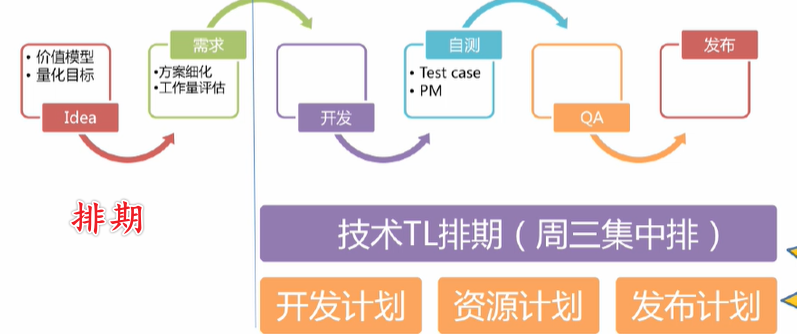 • 价值模型
• 量化目标
Idea
需求
•方案细化
•工作量评估
开发
自测
• Test case
• PM
QA
发布
排期
技术TL排期（周三集中排）
开发计划
资源计划
发布计划